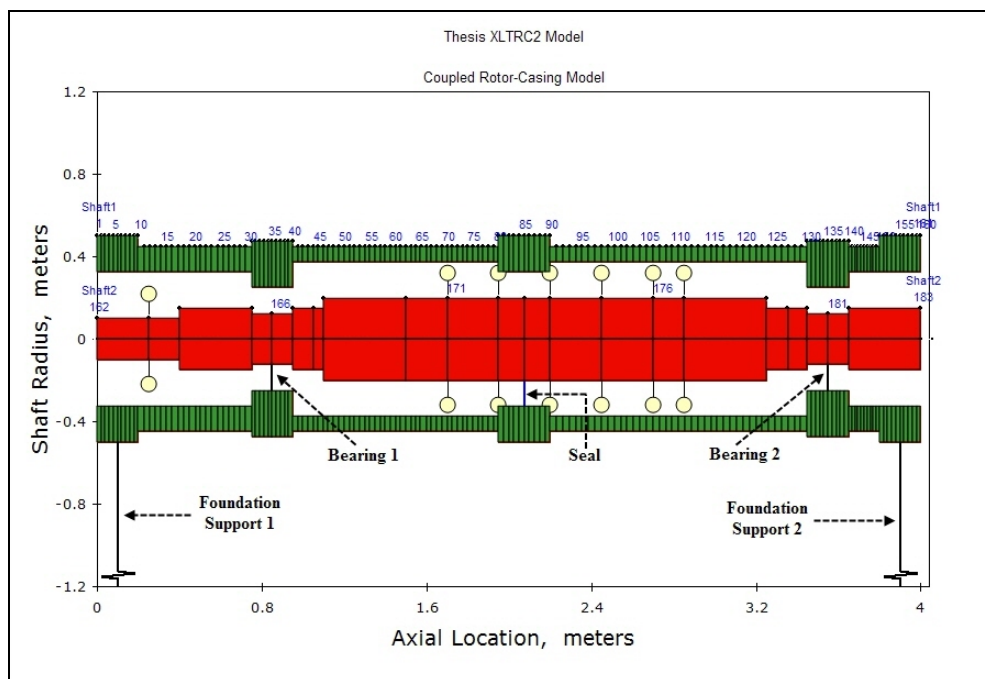 Thesis XLTRC2 Model
Coupled Rotor-Casing Model
Shaft Radius, meters
1.2
0.8
0.4
0
-0.4
-0.8
-1.2
Shaft1
Shaft1
1 5 10 15 20 25 30 35 40 45 50 55 60 65 70 75 80 85 90 95 100 105 110 115 120 125 130 135 140 145 155 180
Shaft2
Shaft2
162 166 171 176 181 183
Bearing 1
Seal
Bearing 2
Foundation
Support 1
Foundation
Support 2
0 0.8 1.6 2.4 3.2 4
Axial Location, meters